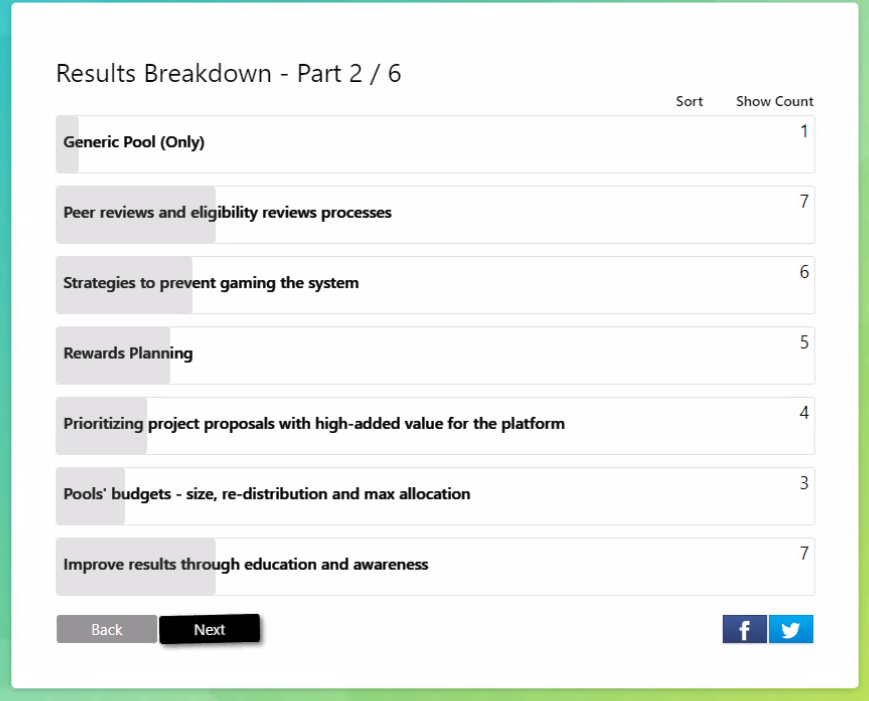 Results Breakdown - Part 2 / 6
Sort Show Count
Generic Pool (Only) 1
Peer reviews and eligibility reviews processes 7
Strategies to prevent gaming the system 6
Rewards Planning 5
Prioritizing project proposals with high-added value for the platform 4
Pools' budgets - size, re-distribution and max allocation 3
Improve results through education and awareness 7
Back Next